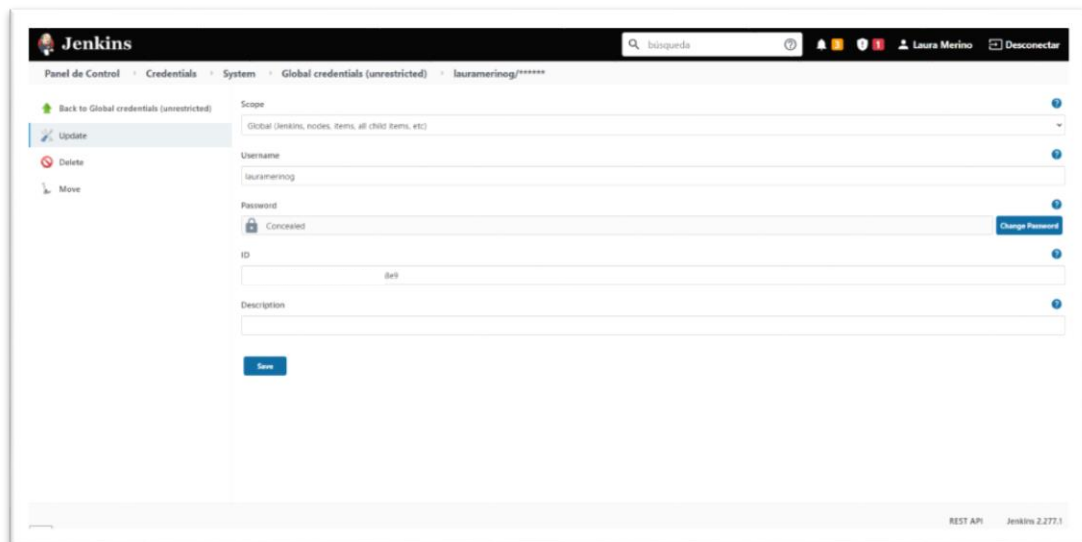 Jenkins
búsqueda
3
1
Laura Merino
Desconectar
Panel de Control
Credentials
System
Global credentials (unrestricted)
lauramerinog/******
Back to Global credentials (unrestricted)
Update
Delete
Move
Scope
Global (Jenkins, nodes, items, all child items, etc)
Username
lauramerinog
Password
Concealed
Change Password
ID
8e9
Description
Save
REST API
Jenkins 2.277.1